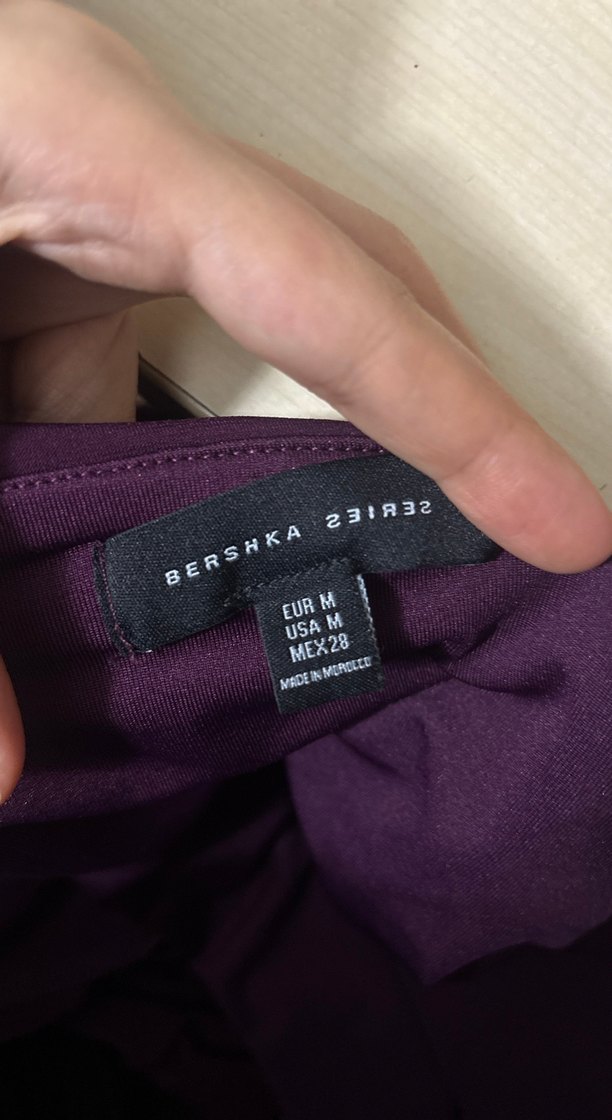 BERSHKA SERIES
EUR M
USA M
MEX 28
MADE IN MOROCCO